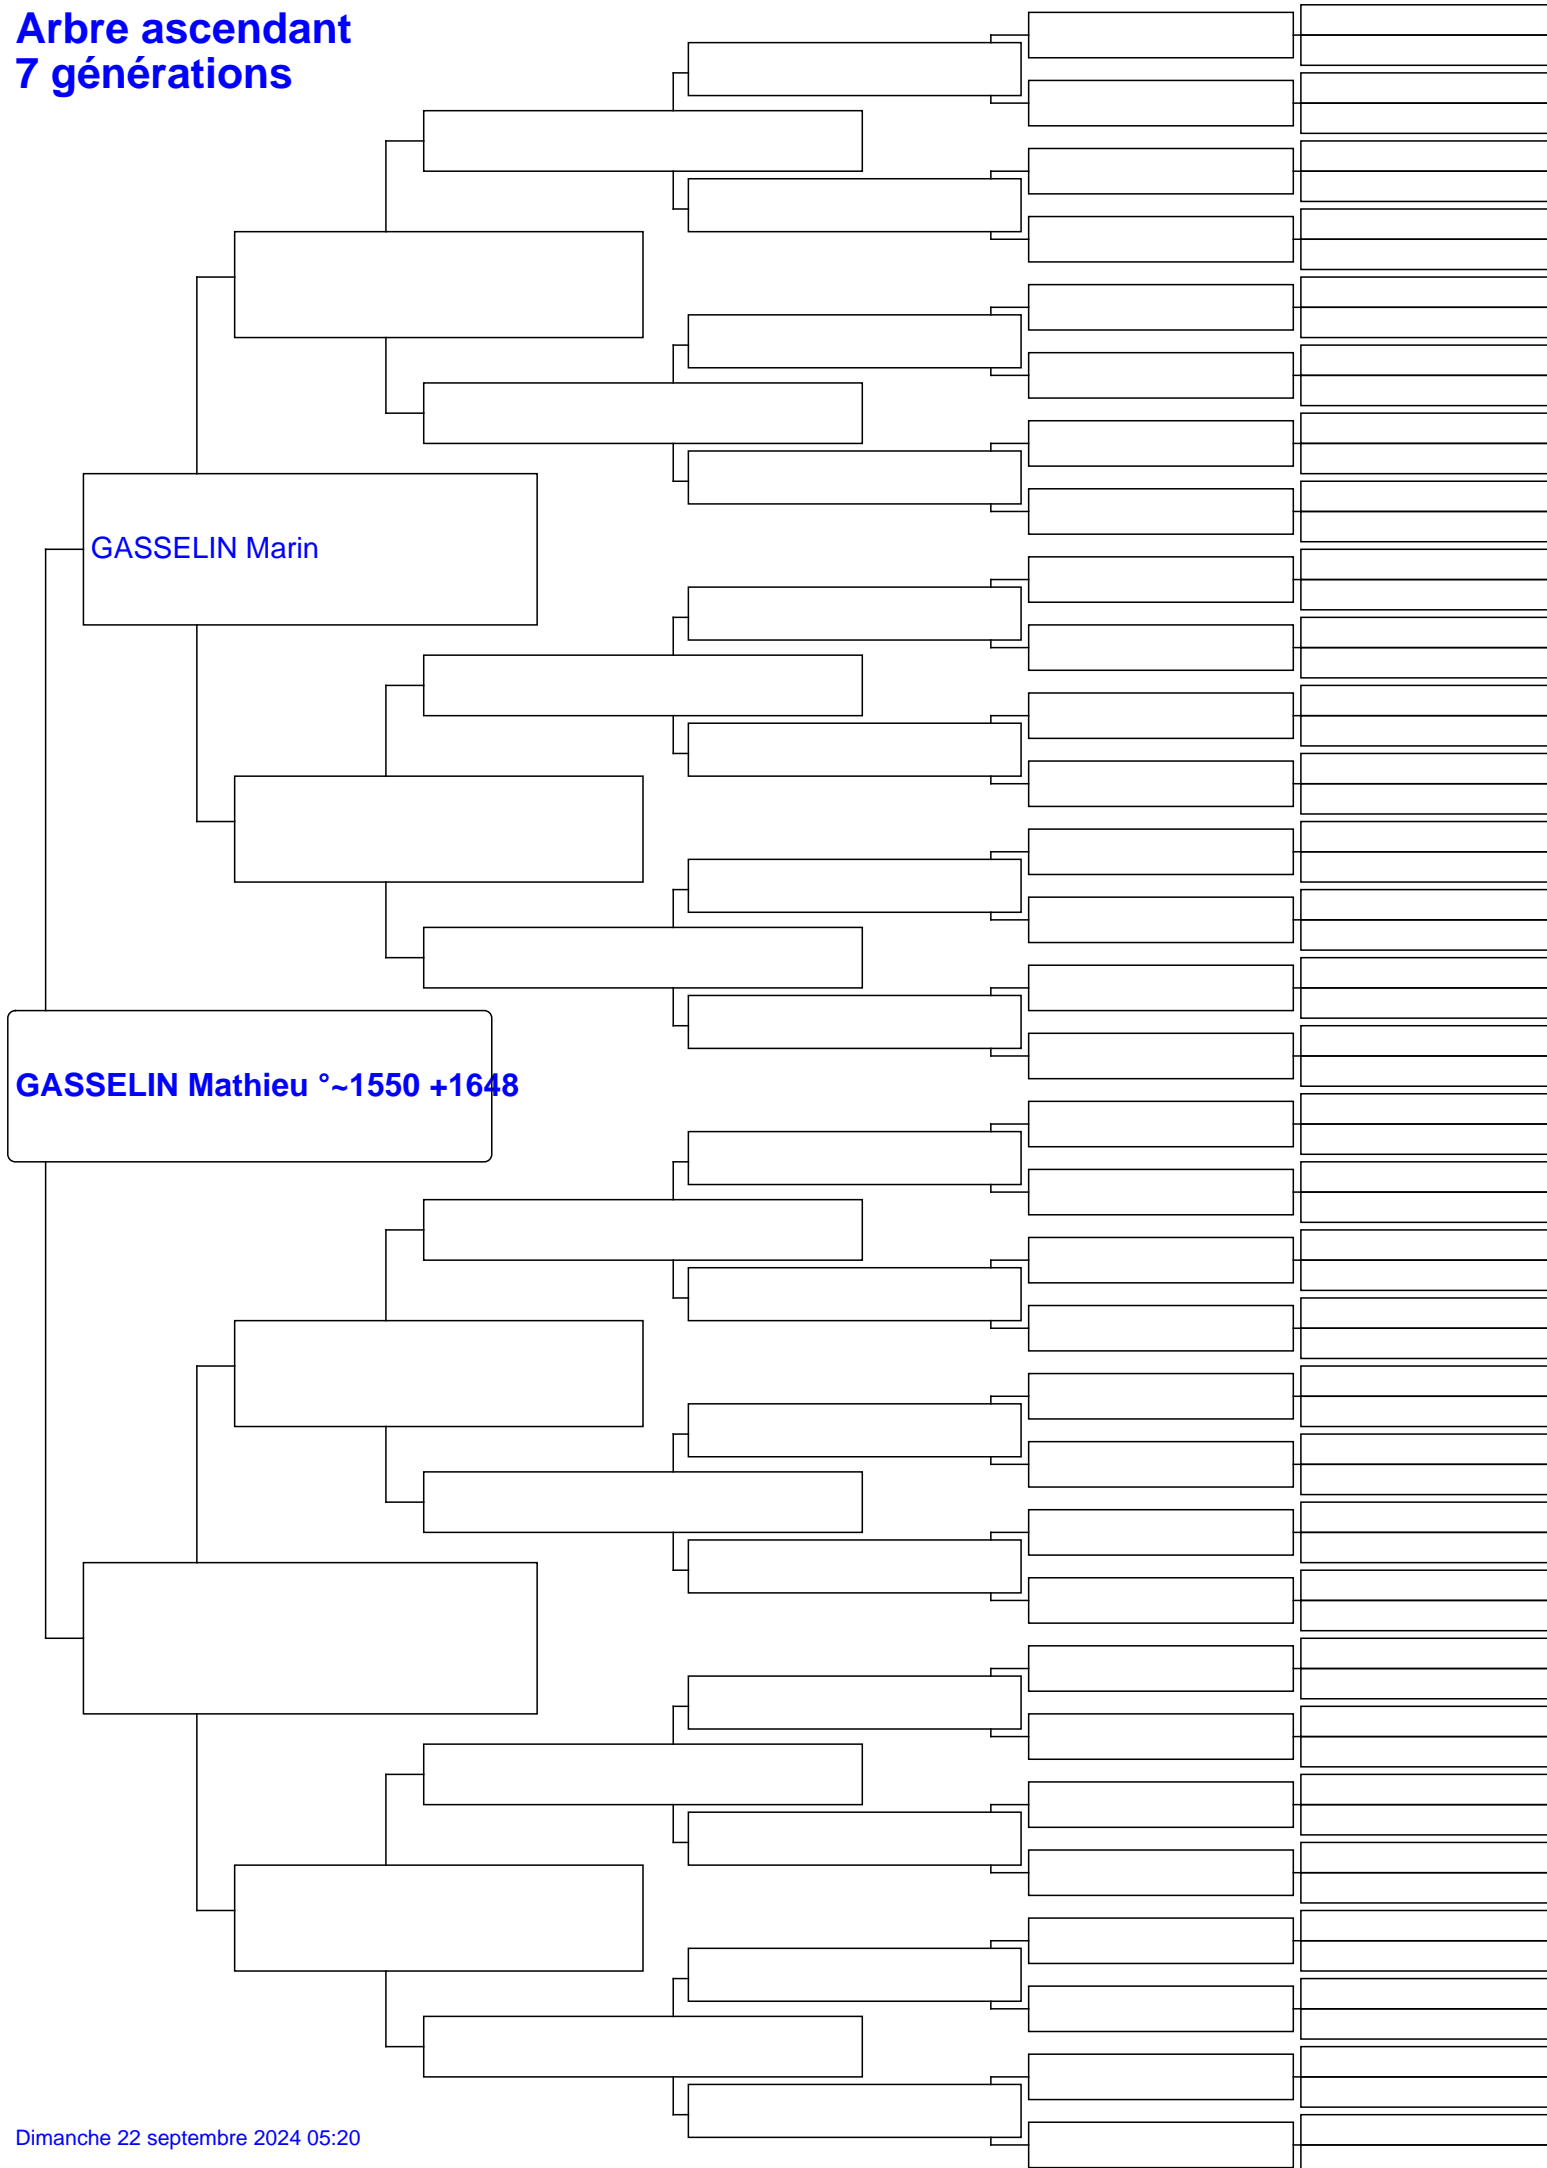 Arbre ascendant
7 générations
GASSELIN Marin
GASSELIN Mathieu °~1550 +1648
Dimanche 22 septembre 2024 05:20